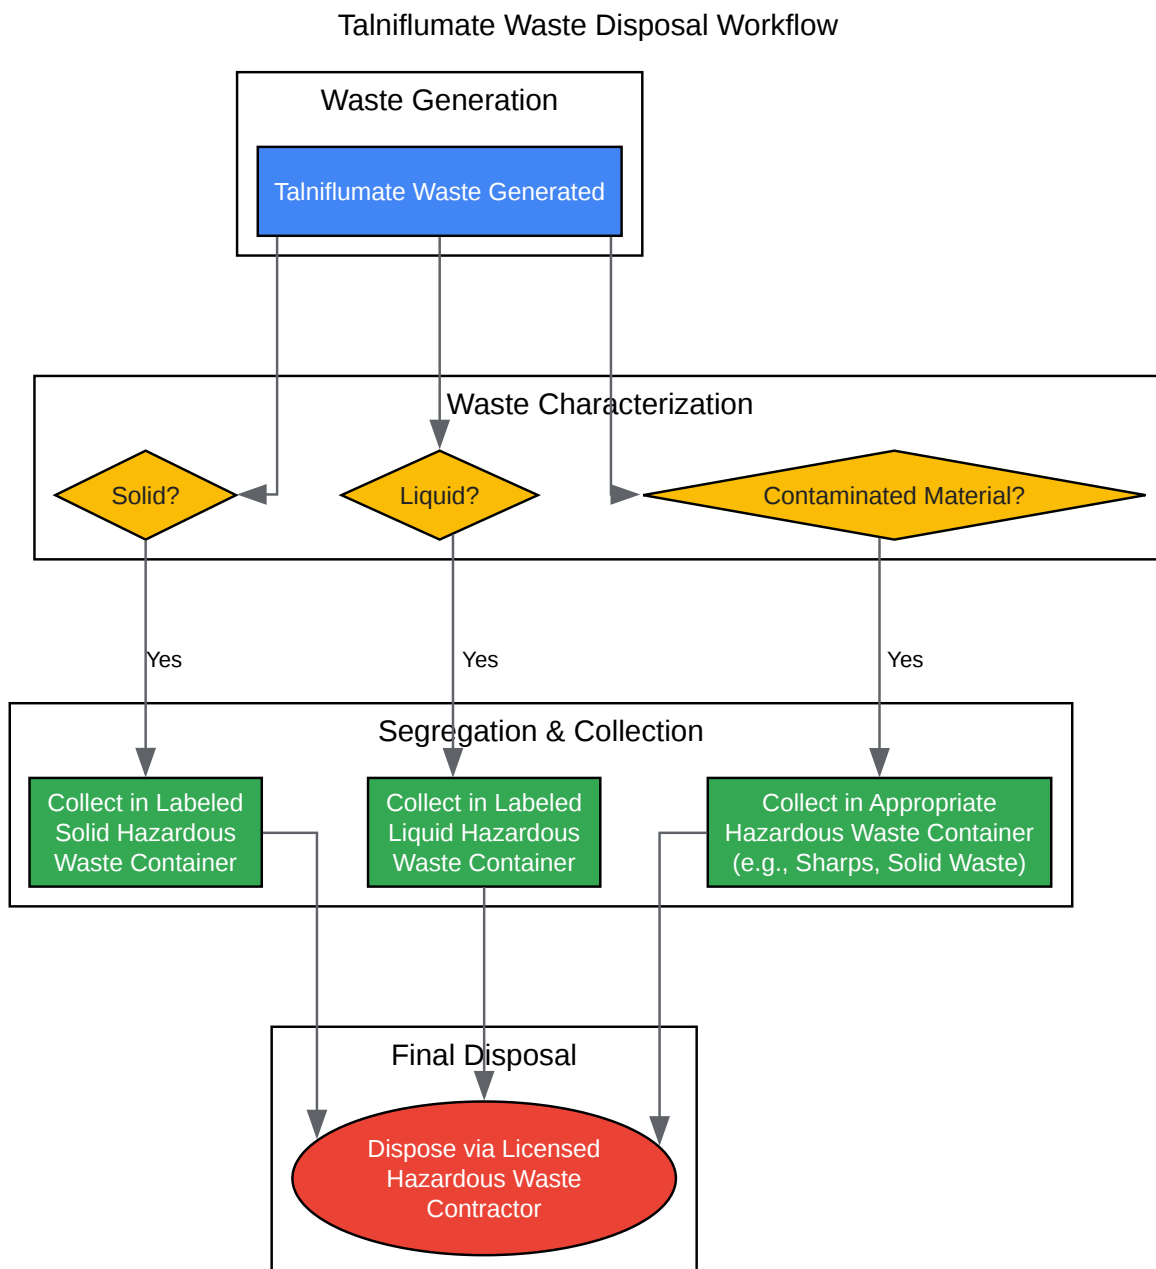 Talniflumate Waste Disposal Workflow
Waste Generation
Talniflumate Waste Generated
Waste Characterization
Solid?
Liquid?
Contaminated Material?
Yes
Yes
Yes
Segregation & Collection
Collect in Labeled
Solid Hazardous
Waste Container
Collect in Labeled
Liquid Hazardous
Waste Container
Collect in Appropriate
Hazardous Waste Container
(e.g., Sharps, Solid Waste)
Final Disposal
Dispose via Licensed
Hazardous Waste
Contractor